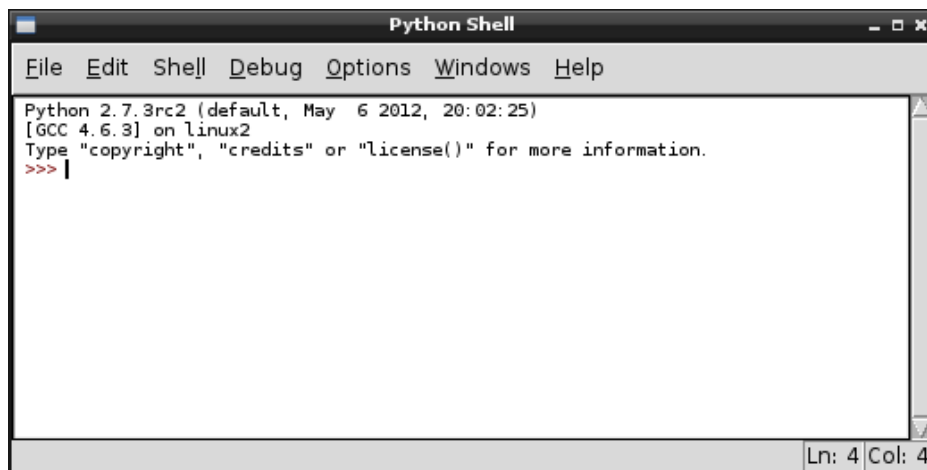 Python Shell
File Edit Shell Debug Options Windows Help
Python 2.7.3rc2 (default, May  6 2012, 20:02:25)
[GCC 4.6.3] on linux2
Type "copyright", "credits" or "license()" for more information.
>>>
Ln: 4 Col: 4